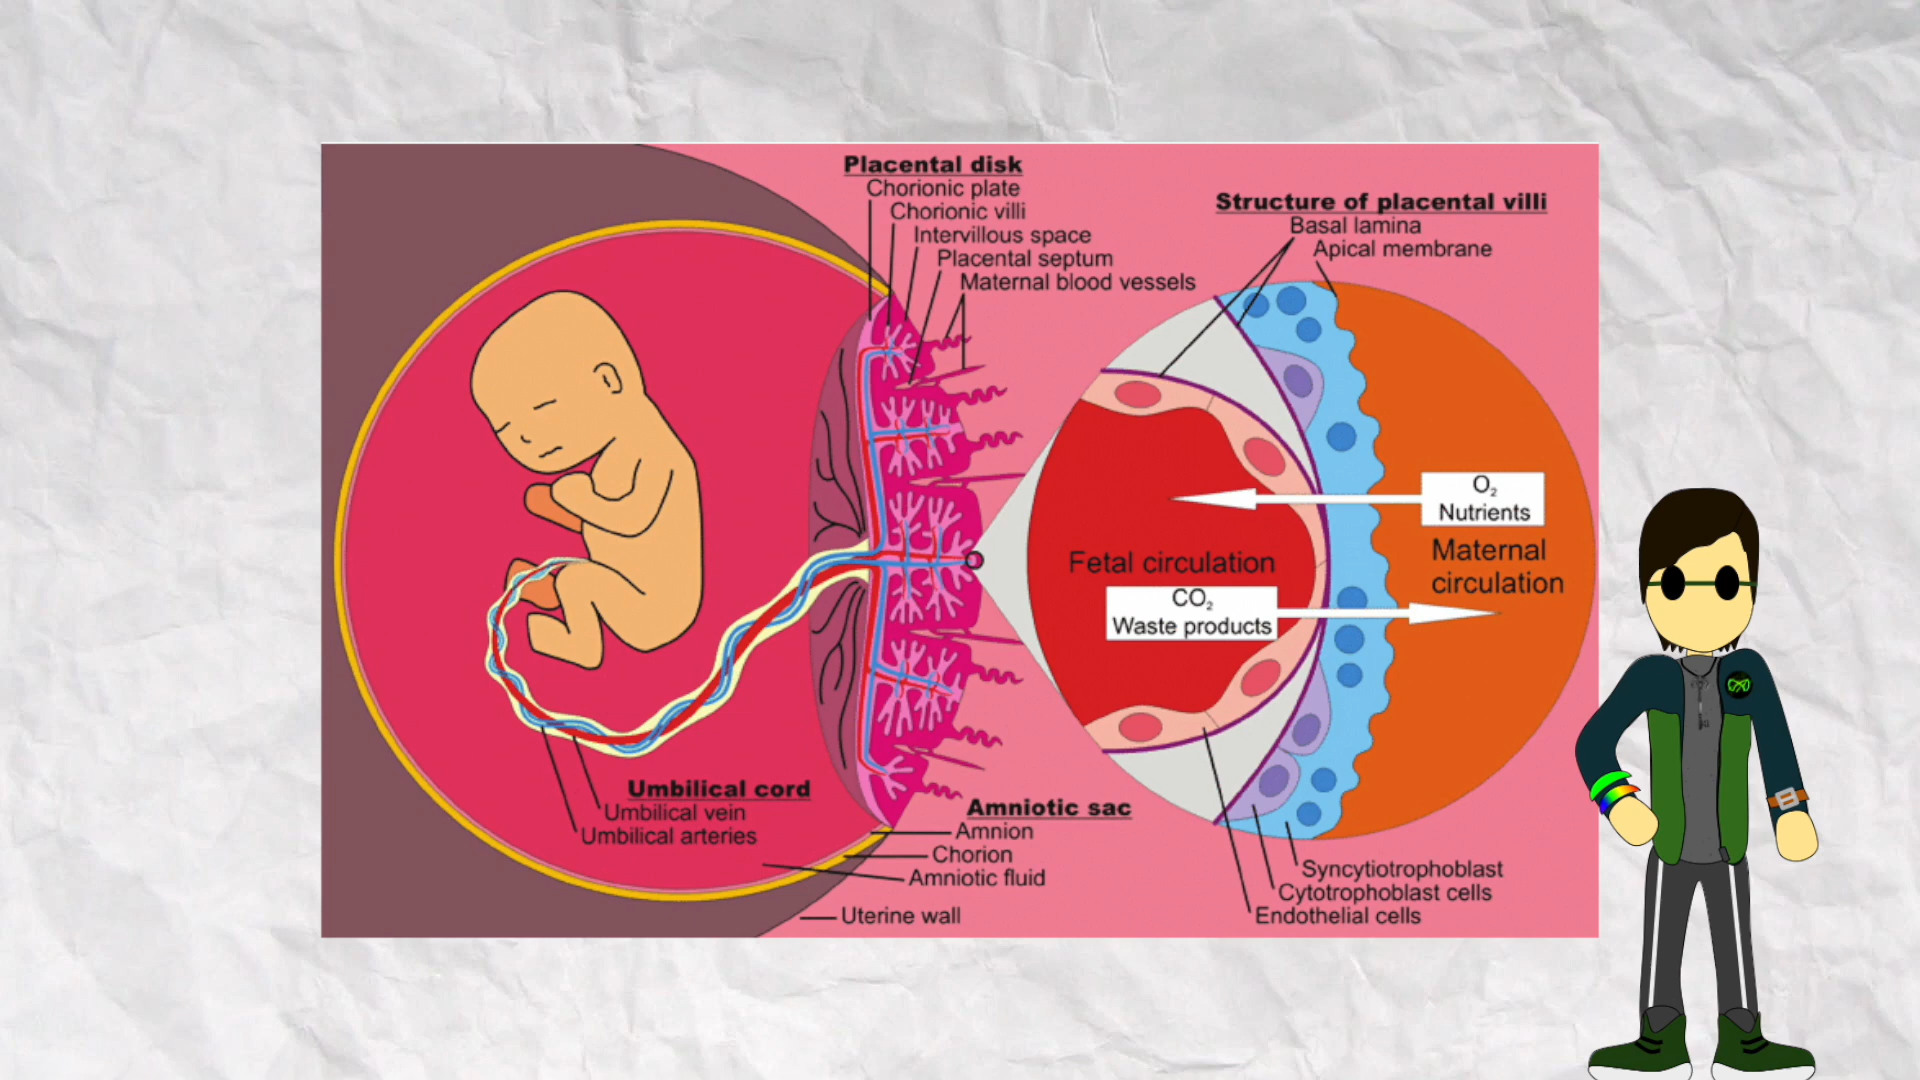 Placental disk
Chorionic plate
Chorionic villi
Intervillous space
Placental septum
Maternal blood vessels
Structure of placental villi
Basal lamina
Apical membrane
O₂
Nutrients
Maternal
circulation
Fetal circulation
CO₂
Waste products
Umbilical cord
Umbilical vein
Umbilical arteries
Amniotic sac
Amnion
Chorion
Amniotic fluid
Uterine wall
Syncytiotrophoblast
Cytotrophoblast cells
Endothelial cells